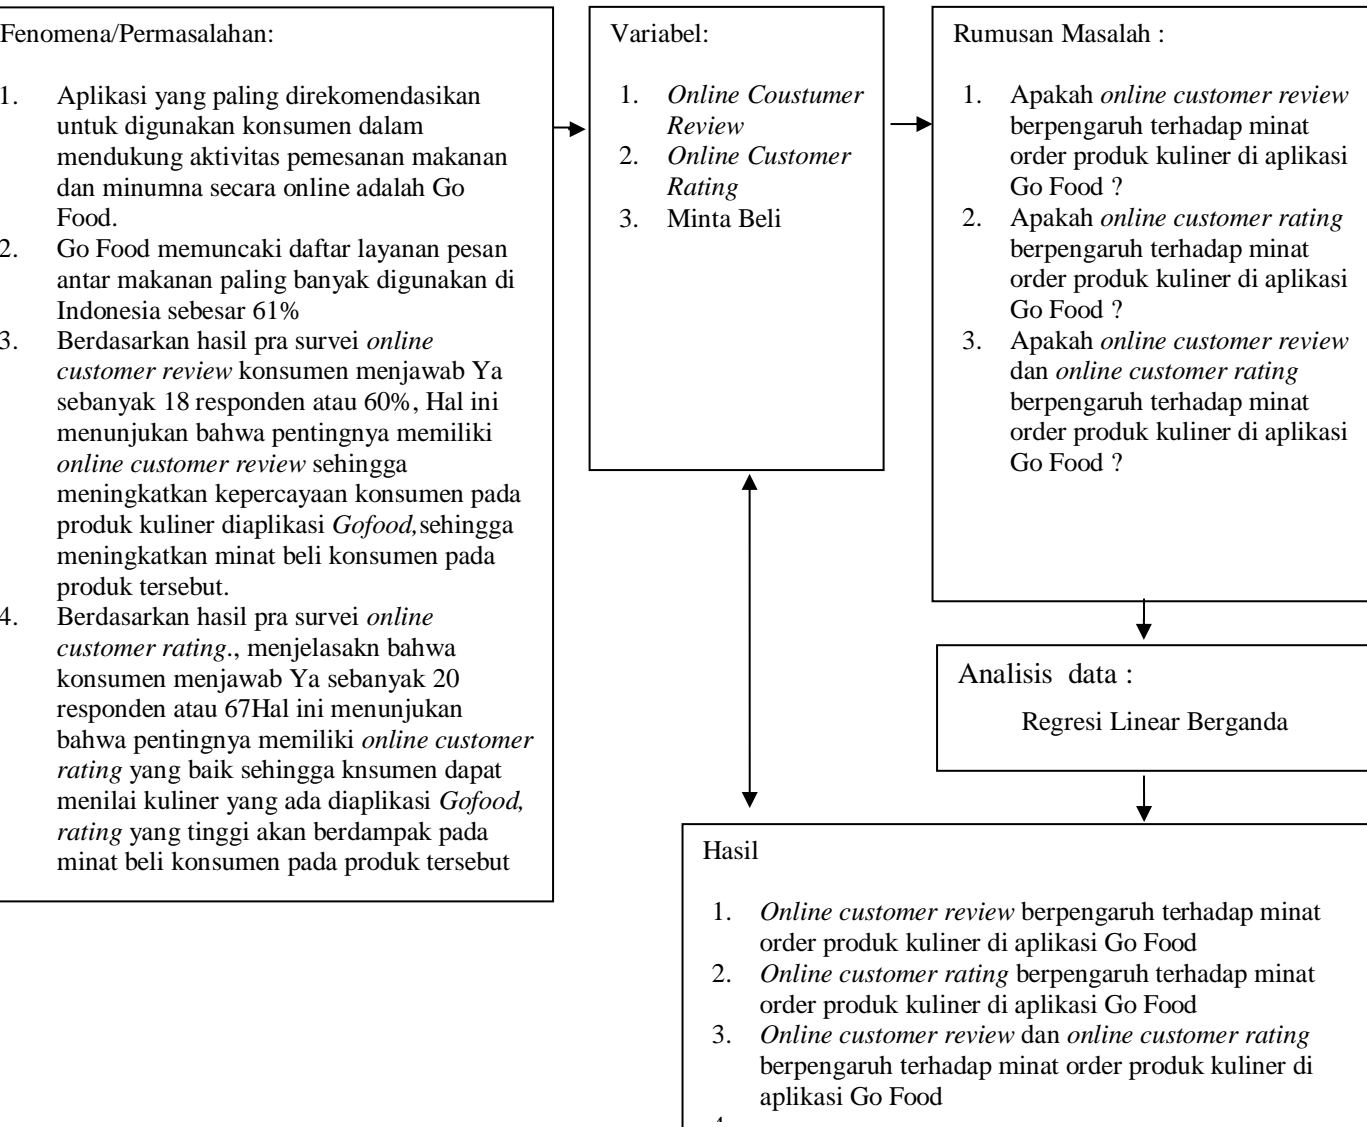 Fenomena/Permasalahan:
1. Aplikasi yang paling direkomendasikan
untuk digunakan konsumen dalam
mendukung aktivitas pemesanan makanan
dan minumna secara online adalah Go
Food.
2. Go Food memuncaki daftar layanan pesan
antar makanan paling banyak digunakan di
Indonesia sebesar 61%
3. Berdasarkan hasil pra survei online
customer review konsumen menjawab Ya
sebanyak 18 responden atau 60%, Hal ini
menunjukan bahwa pentingnya memiliki
online customer review sehingga
meningkatkan kepercayaan konsumen pada
produk kuliner diaplikasi Gofood,sehingga
meningkatkan minat beli konsumen pada
produk tersebut.
4. Berdasarkan hasil pra survei online
customer rating., menjelasakn bahwa
konsumen menjawab Ya sebanyak 20
responden atau 67Hal ini menunjukan
bahwa pentingnya memiliki online customer
rating yang baik sehingga knsumen dapat
menilai kuliner yang ada diaplikasi Gofood,
rating yang tinggi akan berdampak pada
minat beli konsumen pada produk tersebut
Variabel:
1. Online Coustumer
Review
2. Online Customer
Rating
3. Minta Beli
Rumusan Masalah :
1. Apakah online customer review
berpengaruh terhadap minat
order produk kuliner di aplikasi
Go Food ?
2. Apakah online customer rating
berpengaruh terhadap minat
order produk kuliner di aplikasi
Go Food ?
3. Apakah online customer review
dan online customer rating
berpengaruh terhadap minat
order produk kuliner di aplikasi
Go Food ?
Analisis data :
Regresi Linear Berganda
Hasil
1. Online customer review berpengaruh terhadap minat
order produk kuliner di aplikasi Go Food
2. Online customer rating berpengaruh terhadap minat
order produk kuliner di aplikasi Go Food
3. Online customer review dan online customer rating
berpengaruh terhadap minat order produk kuliner di
aplikasi Go Food